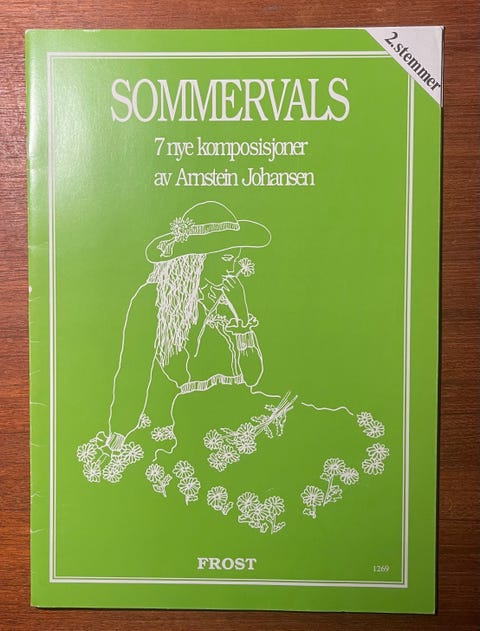 2. stemmer
SOMMERVALS
7 nye komposisjoner
av Arnstein Johansen
FROST
1269